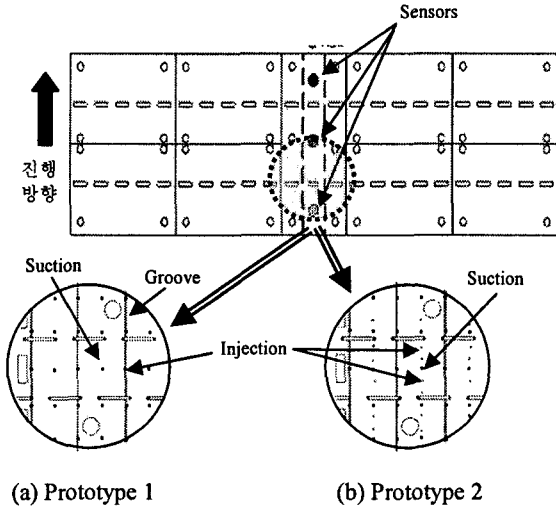 Sensors
진행
방향
Suction
Groove
Suction
Injection
(a) Prototype 1
(b) Prototype 2